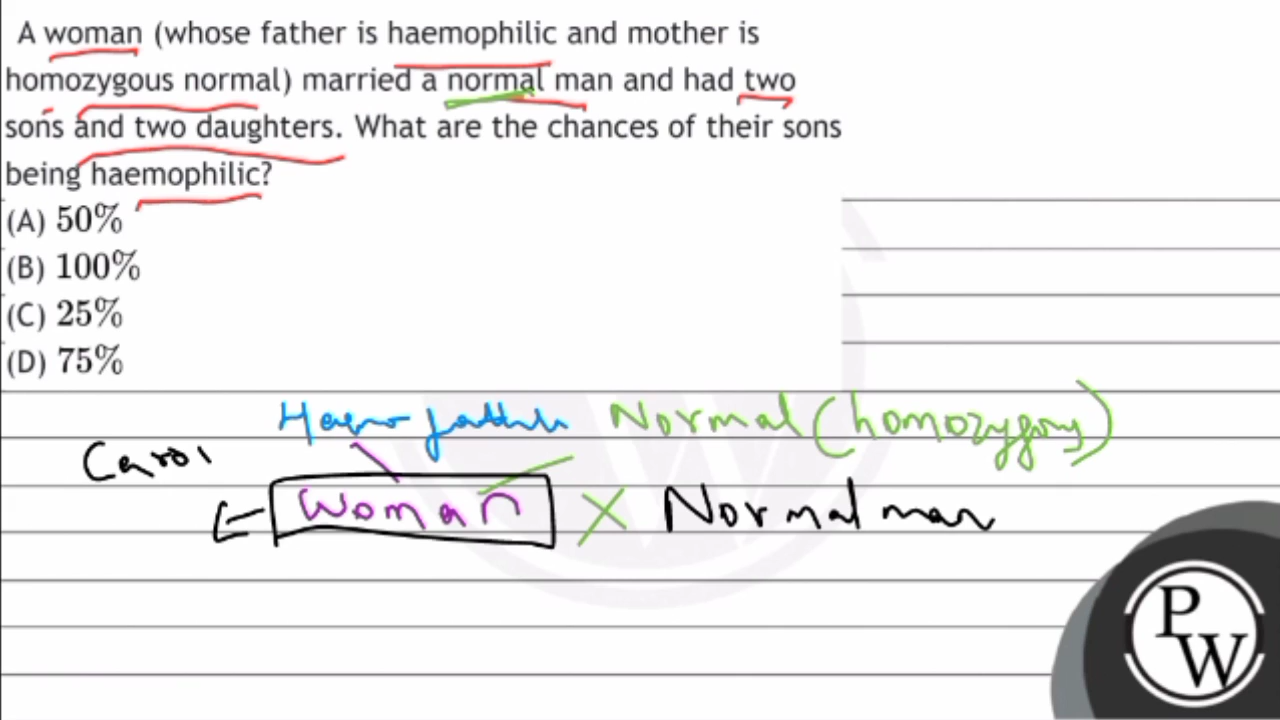 A woman (whose father is haemophilic and mother is
homozygous normal) married a normal man and had two
sons and two daughters. What are the chances of their sons
being haemophilic?
(A) 50%
(B) 100%
(C) 25%
(D) 75%
Normal (homozygous)
Woman X Normal man
P
W